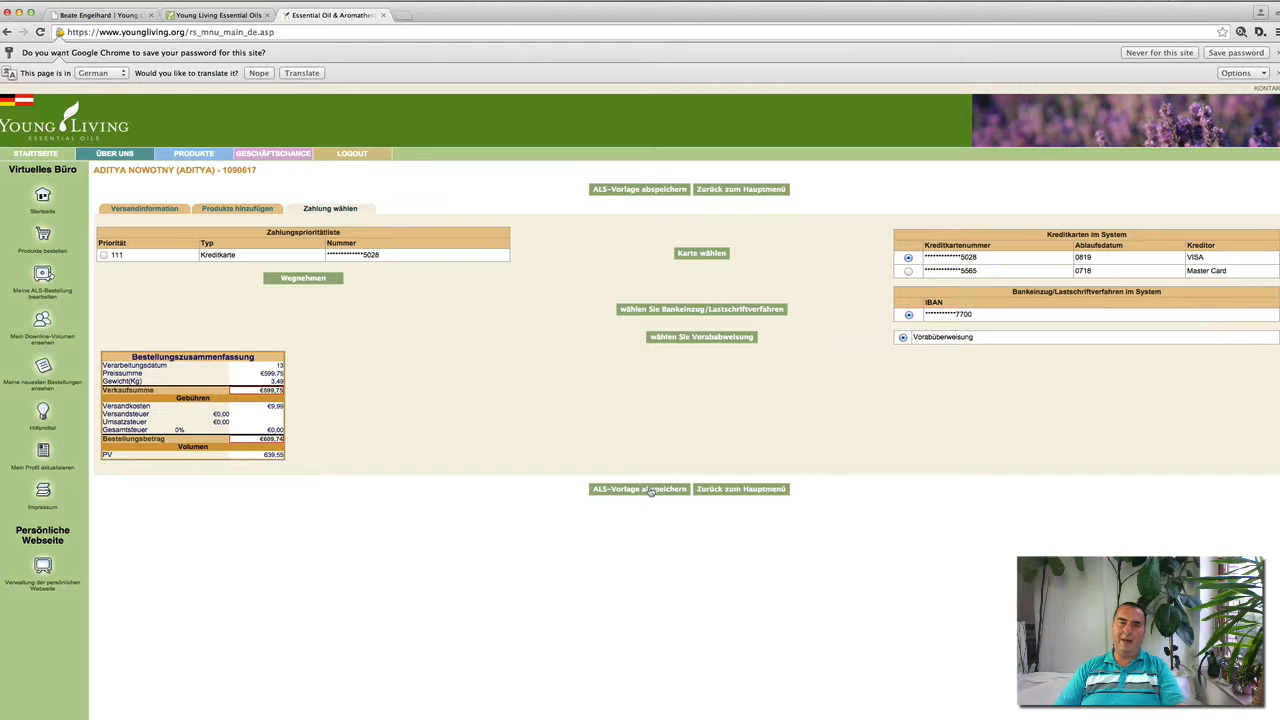 Beate Engelhard | Young L
Young Living Essential Oils
Essential Oil & Aromathera
https://www.youngliving.org/rs_mnu_main_de.asp
Do you want Google Chrome to save your password for this site?
Never for this site
Save password
This page is in
German
Would you like to translate it?
Nope
Translate
Options
KONTAK
YOUNG LIVING
ESSENTIAL OILS
STARTSEITE
ÜBER UNS
PRODUKTE
GESCHÄFTSCHANCE
LOGOUT
Virtuelles Büro
Startseite
Produkte bestellen
Meine ALS-Bestellung
bearbeiten
Mein Downline-Volumen
ansehen
Meine neuesten Bestellungen
ansehen
Hilfsmittel
Mein Profil aktualisieren
Impressum
Persönliche
Webseite
Verwaltung der persönlichen
Webseite
ADITYA NOWOTNY (ADITYA) - 1090617
ALS-Vorlage abspeichern
Zurück zum Hauptmenü
Versandinformation
Produkte hinzufügen
Zahlung wählen
Zahlungsprioritätliste
Priorität Typ Nummer
111 Kreditkarte ************5028
Wegnehmen
Karte wählen
wählen Sie Bankeinzug/Lastschriftverfahren
wählen Sie Vorababweisung
Kreditkarten im System
Kreditkartennummer Ablaufsdatum Kreditor
************5028 0819 VISA
************5565 0718 Master Card
Bankeinzug/Lastschriftverfahren im System
IBAN
***********7700
Vorabüberweisung
Bestellungszusammenfassung
Verarbeitungsdatum 13
Preissumme €599,75
Gewicht(Kg) 3,49
Verkaufsumme €599,75
Gebühren
Versandkosten €9,99
Versandsteuer €0,00
Umsatzsteuer €0,00
Gesamtsteuer 0% €0,00
Bestellungsbetrag €609,74
Volumen
PV 639,55
ALS-Vorlage abspeichern
Zurück zum Hauptmenü